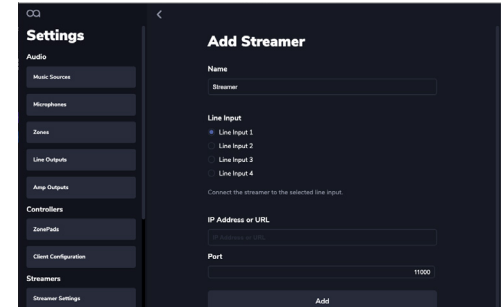 Settings
Audio
Music Sources
Microphones
Zones
Line Outputs
Amp Outputs
Controllers
ZonePads
Client Configuration
Streamers
Streamer Settings
Add Streamer
Name
Streamer
Line Input
Line Input 1
Line Input 2
Line Input 3
Line Input 4
Connect the streamer to the selected line input.
IP Address or URL
IP Address or URL
Port
11000
Add